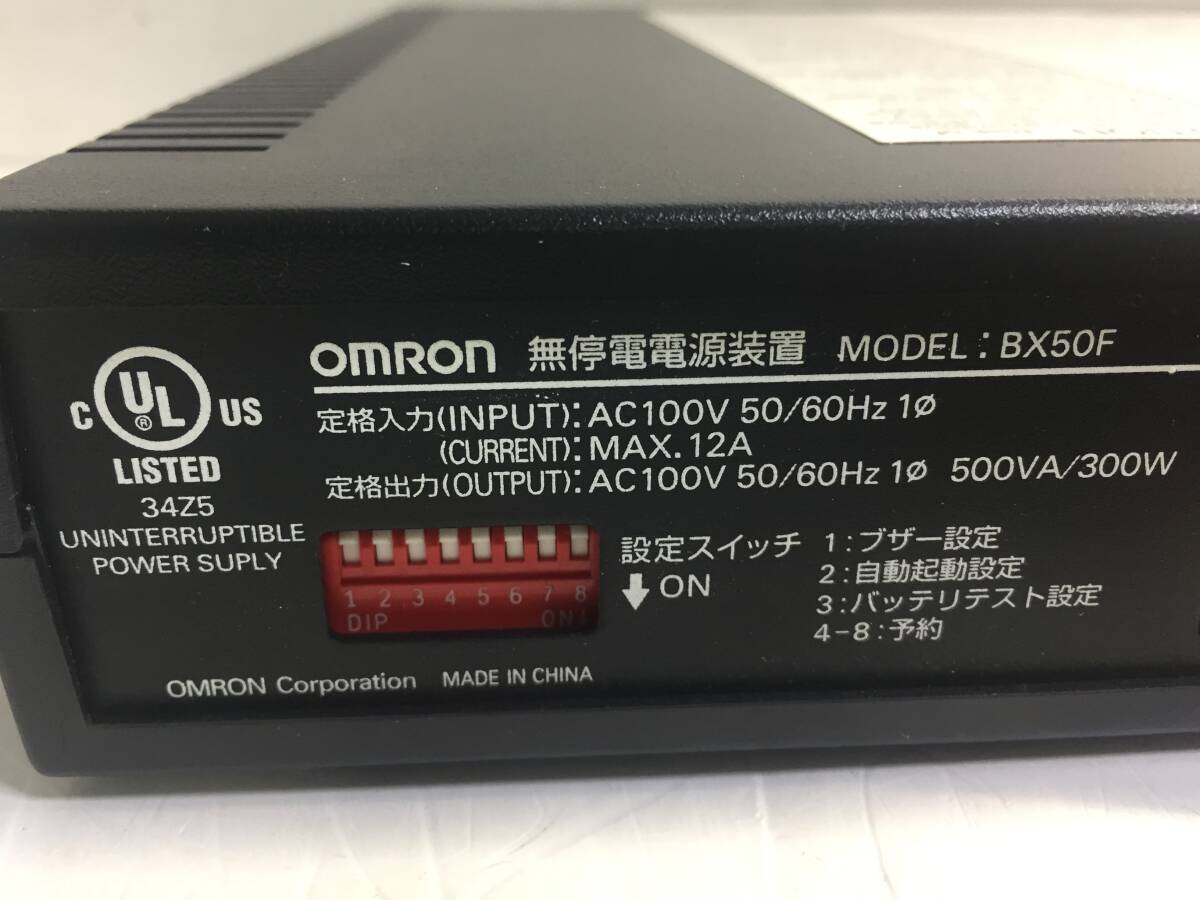 OMRON 無停電電源装置 MODEL : BX50F
C UL ® US
LISTED
34Z5
UNINTERRUPTIBLE
POWER SUPLY
定格入力(INPUT): AC100V 50/60Hz 1ø
(CURRENT): MAX.12A
定格出力(OUTPUT): AC100V 50/60Hz 1ø 500VA/300W
1 2 3 4 5 6 7 8
DIP ON↓
設定スイッチ
↓ON
1:ブザー設定
2:自動起動設定
3:バッテリテスト設定
4-8:予約
OMRON Corporation MADE IN CHINA